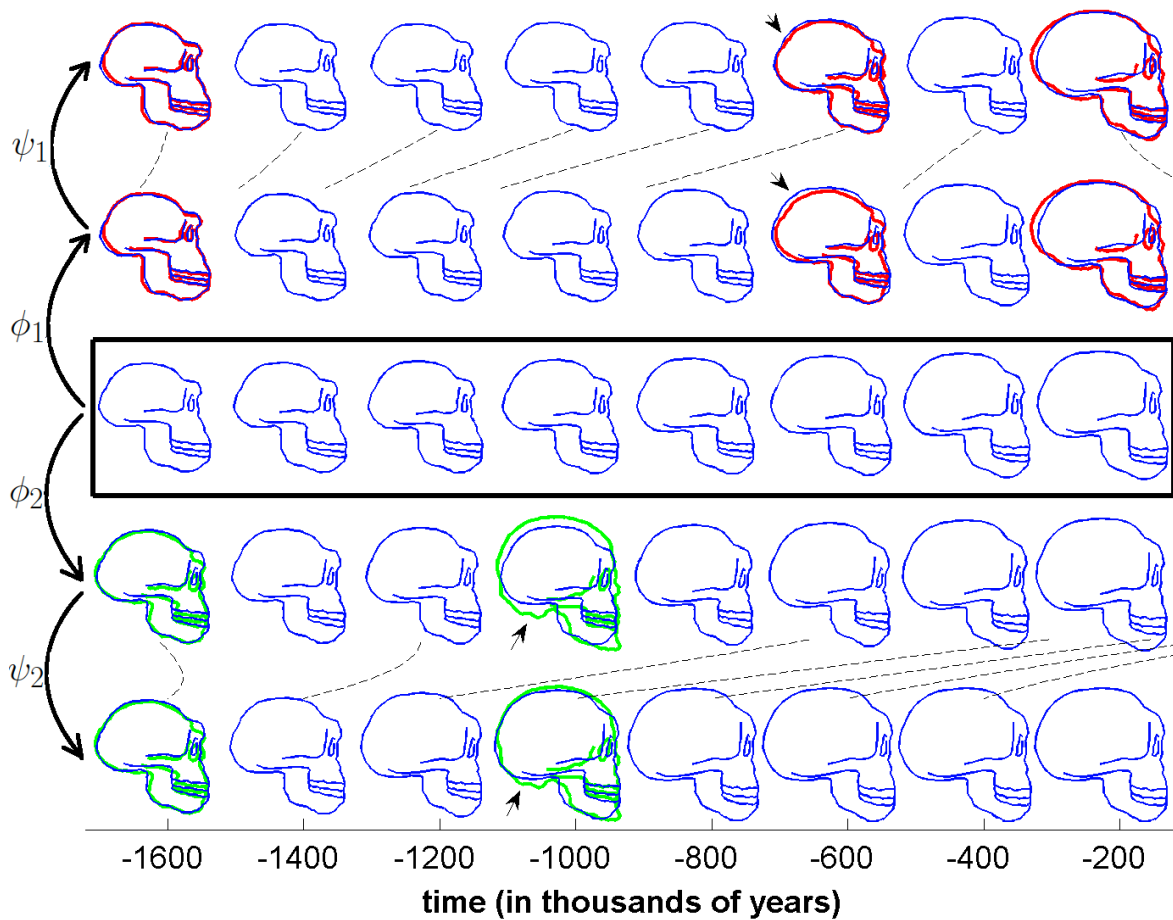 ψ₁
ϕ₁
ϕ₂
ψ₂
-1600 -1400 -1200 -1000 -800 -600 -400 -200
time (in thousands of years)